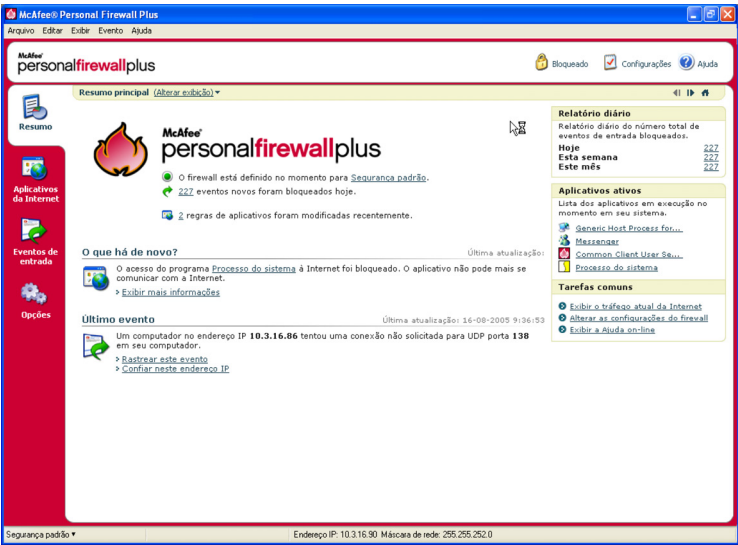 McAfee® Personal Firewall Plus
Arquivo Editar Exibir Evento Ajuda
McAfee®
personalfirewallplus
Bloqueado
Configurações
Ajuda
Resumo principal (Alterar exibição)
Resumo
Aplicativos
da Internet
Eventos de
entrada
Opções
McAfee®
personalfirewallplus
O firewall está definido no momento para Segurança padrão.
227 eventos novos foram bloqueados hoje.
2 regras de aplicativos foram modificadas recentemente.
O que há de novo?
Última atualização:
O acesso do programa Processo do sistema à Internet foi bloqueado. O aplicativo não pode mais se
comunicar com a Internet.
> Exibir mais informações
Último evento
Última atualização: 16-08-2005 9:36:53
Um computador no endereço IP 10.3.16.86 tentou uma conexão não solicitada para UDP porta 138
em seu computador.
> Rastrear este evento
> Confiar neste endereço IP
Relatório diário
Relatório diário do número total de
eventos de entrada bloqueados.
Hoje 227
Esta semana 227
Este mês 227
Aplicativos ativos
Lista dos aplicativos em execução no
momento em seu sistema.
Generic Host Process for...
Messenger
Common Client User Se...
Processo do sistema
Tarefas comuns
Exibir o tráfego atual da Internet
Alterar as configurações do firewall
Exibir a Ajuda on-line
Segurança padrão
Endereço IP: 10.3.16.90 Máscara de rede: 255.255.252.0